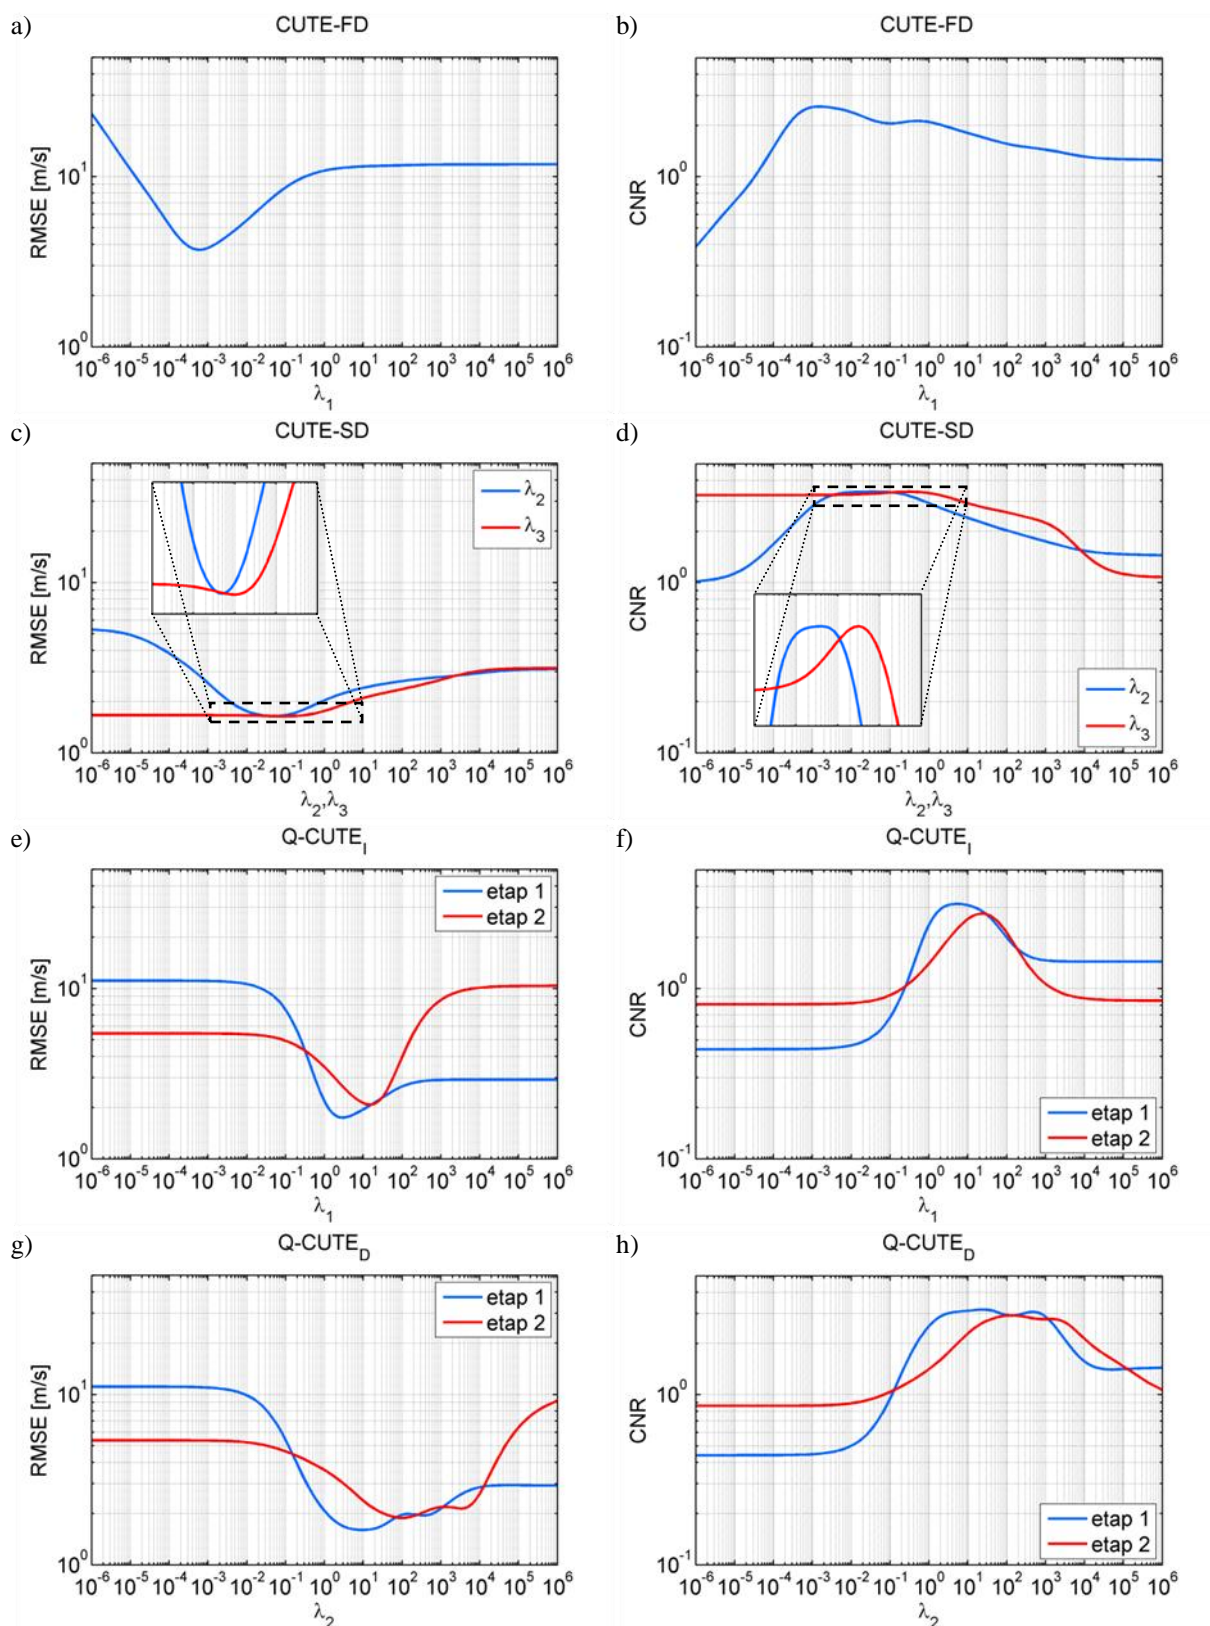 a) CUTE-FD b) CUTE-FD
RMSE [m/s]
10^1
10^0
10^-6 10^-5 10^-4 10^-3 10^-2 10^-1 10^0 10^1 10^2 10^3 10^4 10^5 10^6
λ_1
CNR
10^0
10^-1
10^-6 10^-5 10^-4 10^-3 10^-2 10^-1 10^0 10^1 10^2 10^3 10^4 10^5 10^6
λ_1
c) CUTE-SD
λ_2
λ_3
RMSE [m/s]
10^1
10^0
10^-6 10^-5 10^-4 10^-3 10^-2 10^-1 10^0 10^1 10^2 10^3 10^4 10^5 10^6
λ_2,λ_3
d) CUTE-SD
CNR
10^0
10^-1
λ_2
λ_3
10^-6 10^-5 10^-4 10^-3 10^-2 10^-1 10^0 10^1 10^2 10^3 10^4 10^5 10^6
λ_2,λ_3
e) Q-CUTE_I
etap 1
etap 2
RMSE [m/s]
10^1
10^0
10^-6 10^-5 10^-4 10^-3 10^-2 10^-1 10^0 10^1 10^2 10^3 10^4 10^5 10^6
λ_1
f) Q-CUTE_I
CNR
10^0
10^-1
etap 1
etap 2
10^-6 10^-5 10^-4 10^-3 10^-2 10^-1 10^0 10^1 10^2 10^3 10^4 10^5 10^6
λ_1
g) Q-CUTE_D
etap 1
etap 2
RMSE [m/s]
10^1
10^0
10^-6 10^-5 10^-4 10^-3 10^-2 10^-1 10^0 10^1 10^2 10^3 10^4 10^5 10^6
λ_2
h) Q-CUTE_D
CNR
10^0
10^-1
etap 1
etap 2
10^-6 10^-5 10^-4 10^-3 10^-2 10^-1 10^0 10^1 10^2 10^3 10^4 10^5 10^6
λ_2